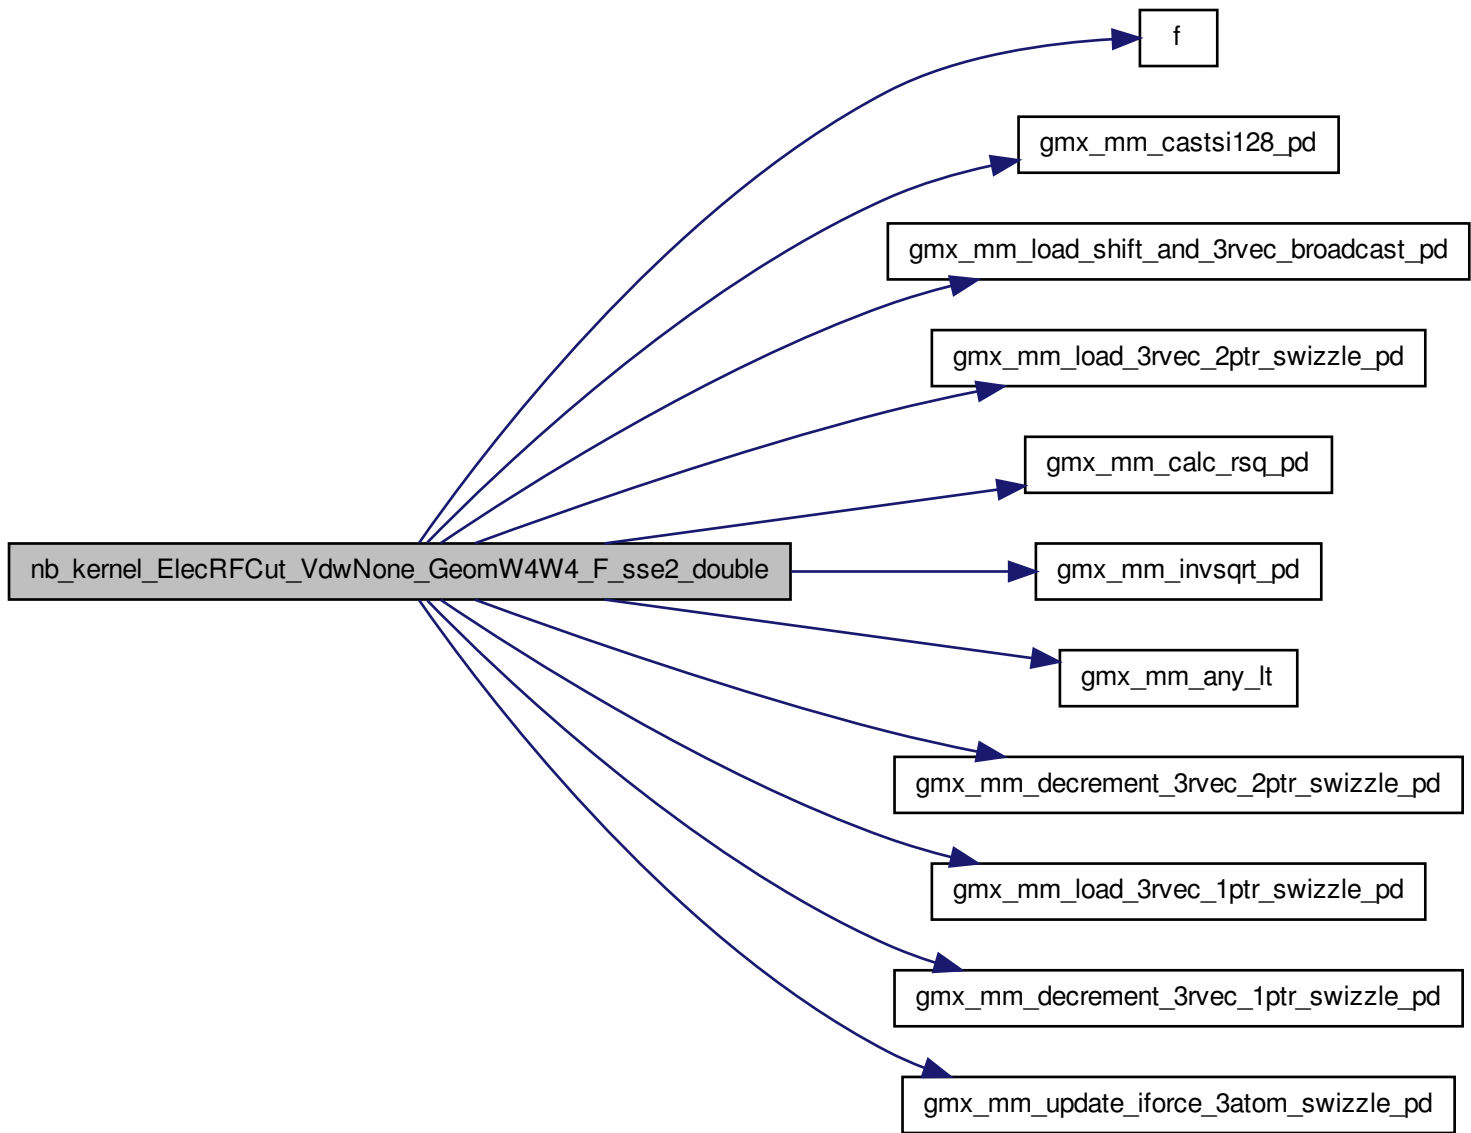 f
gmx_mm_castsi128_pd
gmx_mm_load_shift_and_3rvec_broadcast_pd
gmx_mm_load_3rvec_2ptr_swizzle_pd
gmx_mm_calc_rsq_pd
nb_kernel_ElecRFCut_VdwNone_GeomW4W4_F_sse2_double
gmx_mm_invsqrt_pd
gmx_mm_any_lt
gmx_mm_decrement_3rvec_2ptr_swizzle_pd
gmx_mm_load_3rvec_1ptr_swizzle_pd
gmx_mm_decrement_3rvec_1ptr_swizzle_pd
gmx_mm_update_iforce_3atom_swizzle_pd